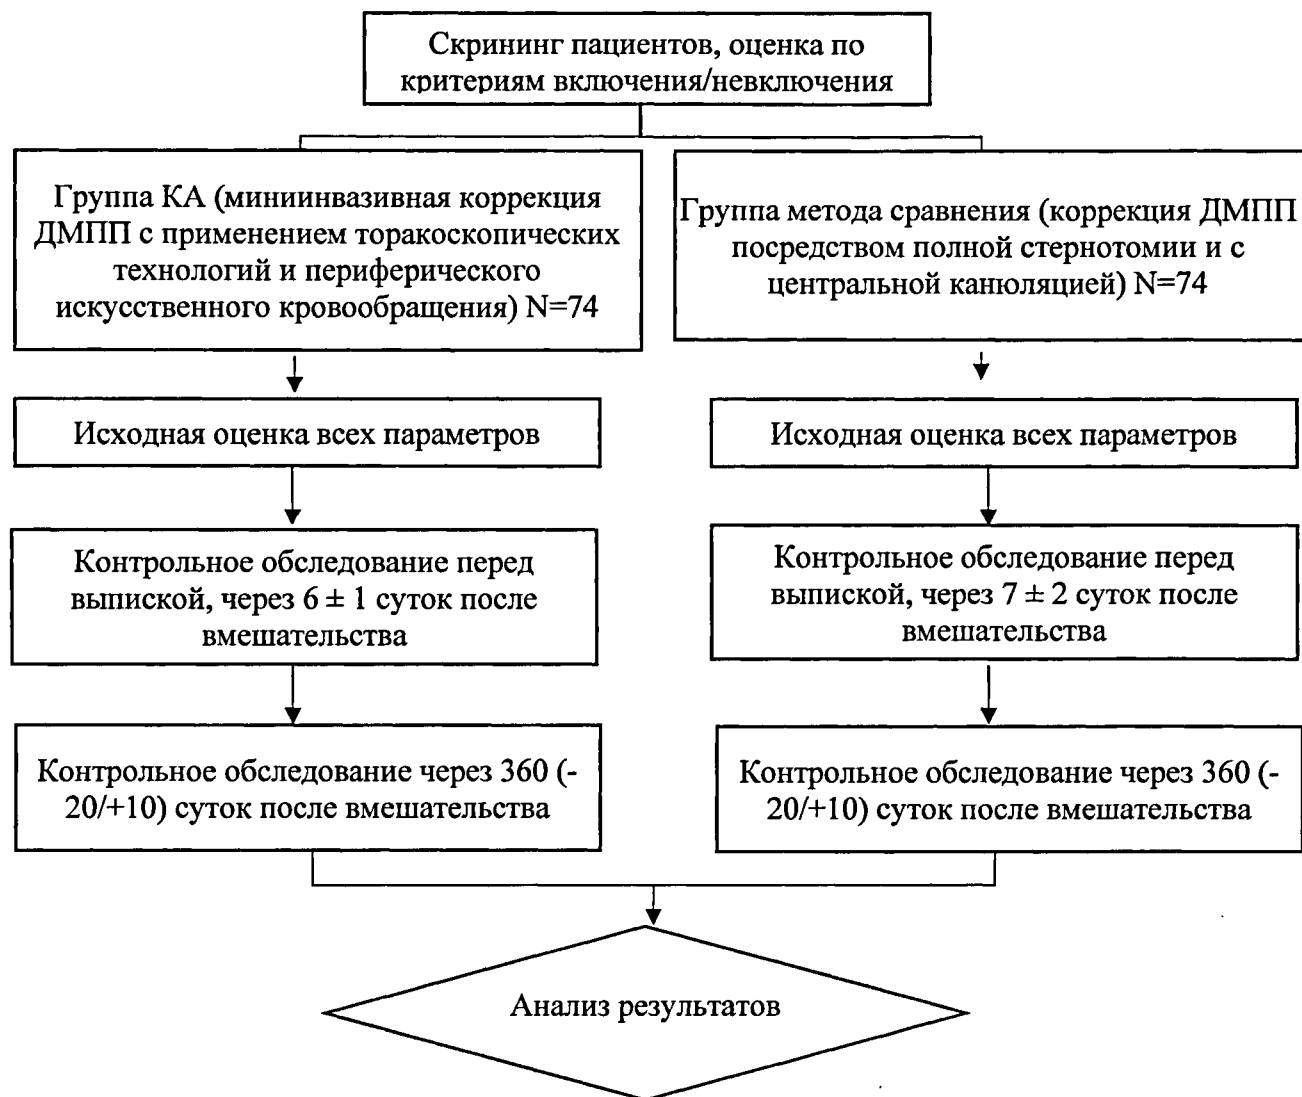 Скрининг пациентов, оценка по
критериям включения/невключения
Группа КА (миниинвазивная коррекция
ДМПП с применением торакоскопических
технологий и периферического
искусственного кровообращения) N=74
Группа метода сравнения (коррекция ДМПП
посредством полной стернотомии и с
центральной канюляцией) N=74
Исходная оценка всех параметров
Исходная оценка всех параметров
Контрольное обследование перед
выпиской, через 6 ± 1 суток после
вмешательства
Контрольное обследование перед
выпиской, через 7 ± 2 суток после
вмешательства
Контрольное обследование через 360 (-
20/+10) суток после вмешательства
Контрольное обследование через 360 (-
20/+10) суток после вмешательства
Анализ результатов